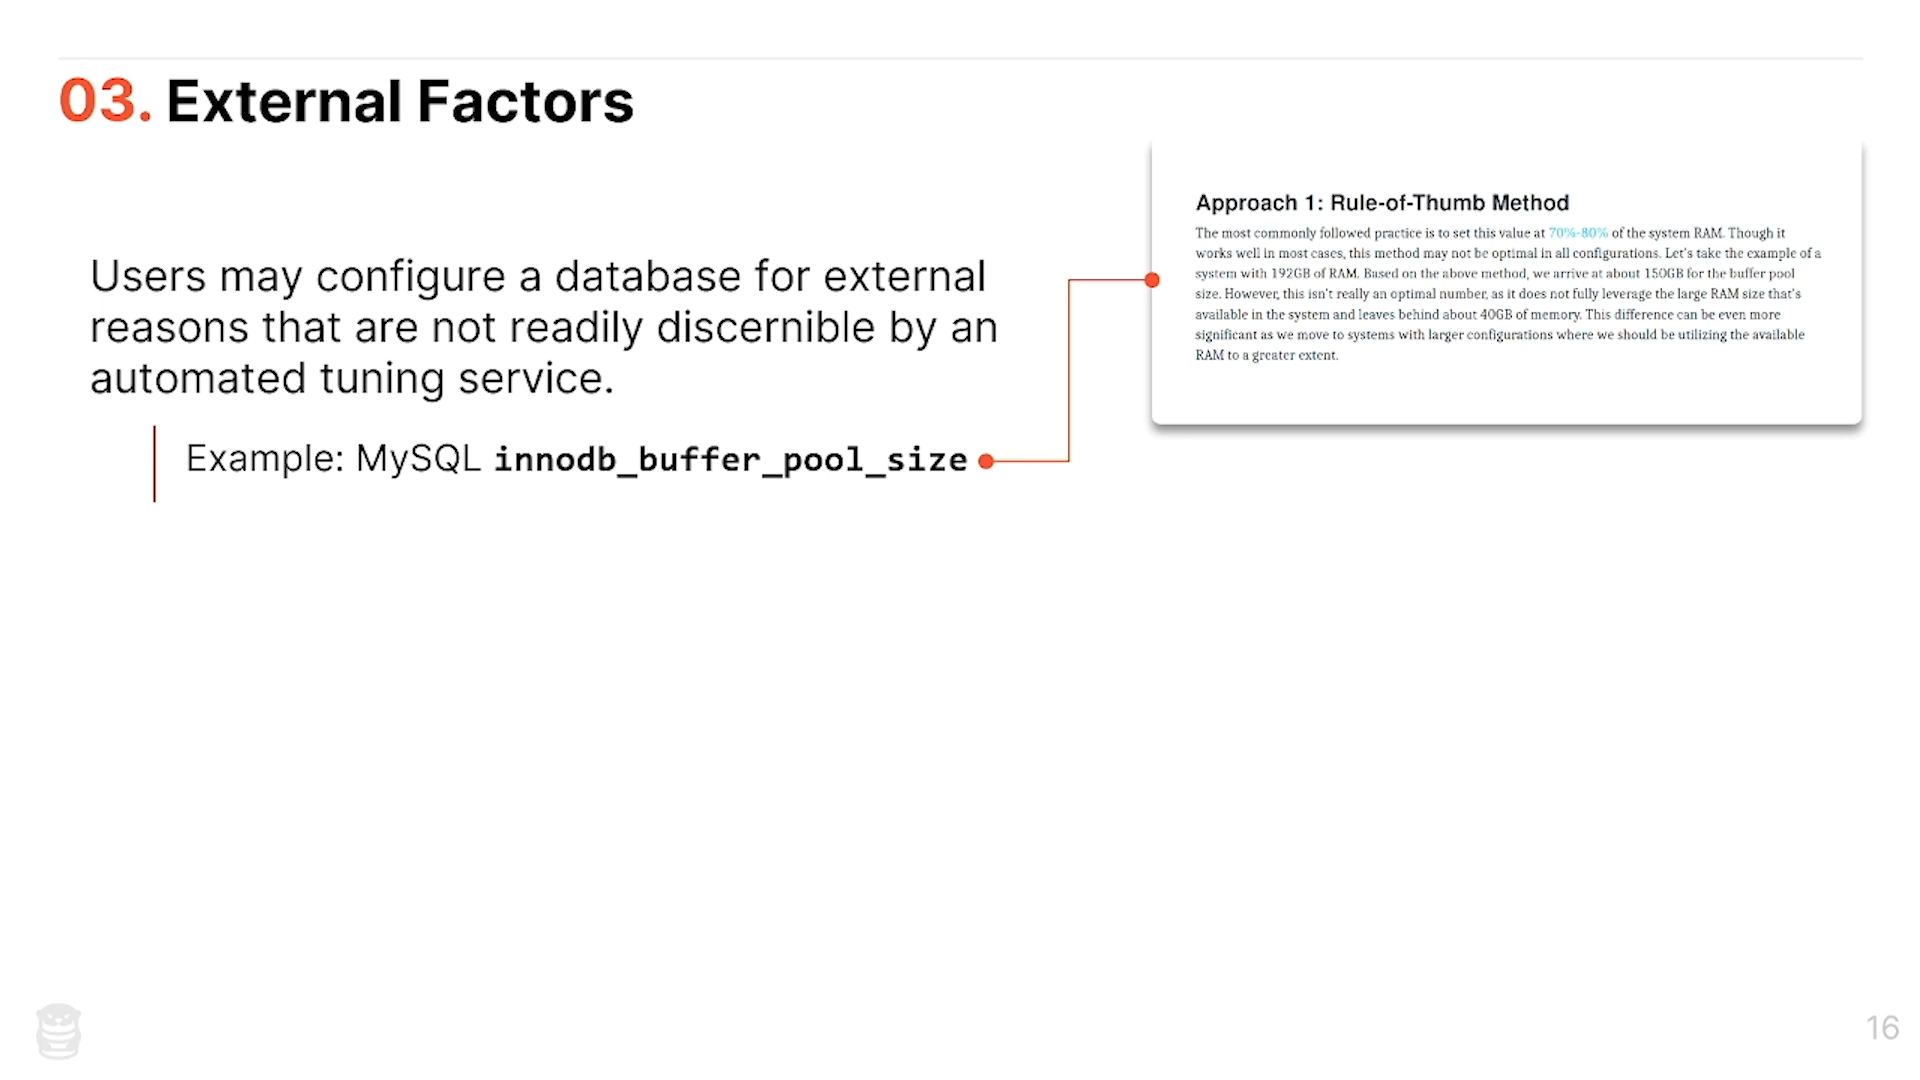 03. External Factors
Users may configure a database for external
reasons that are not readily discernible by an
automated tuning service.
Example: MySQL innodb_buffer_pool_size
Approach 1: Rule-of-Thumb Method
The most commonly followed practice is to set this value at 70%-80% of the system RAM. Though it
works well in most cases, this method may not be optimal in all configurations. Let's take the example of a
system with 192GB of RAM. Based on the above method, we arrive at about 150GB for the buffer pool
size. However, this isn't really an optimal number, as it does not fully leverage the large RAM size that's
available in the system and leaves behind about 40GB of memory. This difference can be even more
significant as we move to systems with larger configurations where we should be utilizing the available
RAM to a greater extent.
16